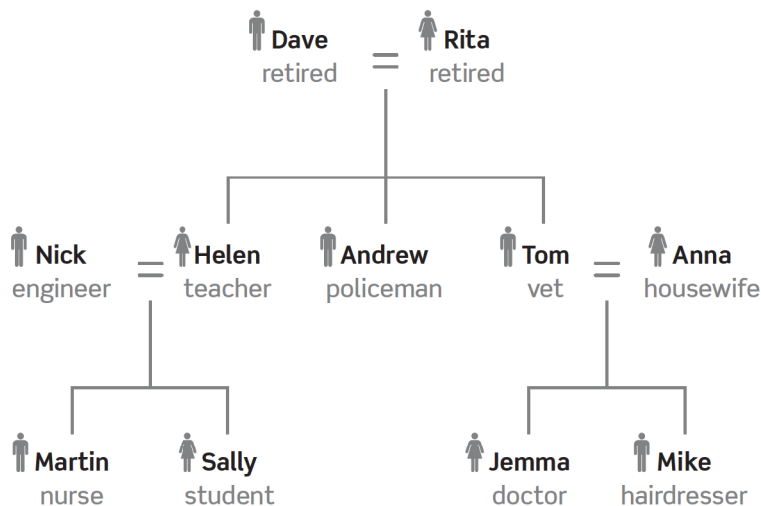 Dave Rita
retired = retired
Nick Helen Andrew Tom Anna
engineer = teacher policeman vet = housewife
Martin Sally Jemma Mike
nurse student doctor hairdresser